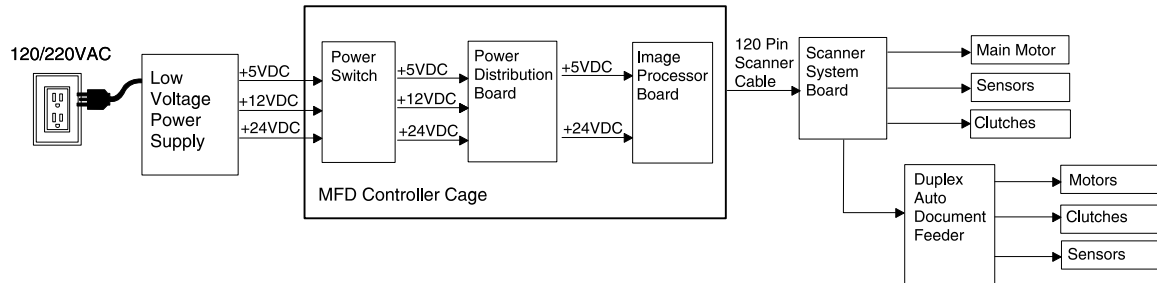 120/220VAC
Low
Voltage
Power
Supply
+5VDC
+12VDC
+24VDC
Power
Switch
+5VDC
+12VDC
+24VDC
Power
Distribution
Board
+5VDC
+24VDC
Image
Processor
Board
MFD Controller Cage
120 Pin
Scanner
Cable
Scanner
System
Board
Main Motor
Sensors
Clutches
Duplex
Auto
Document
Feeder
Motors
Clutches
Sensors